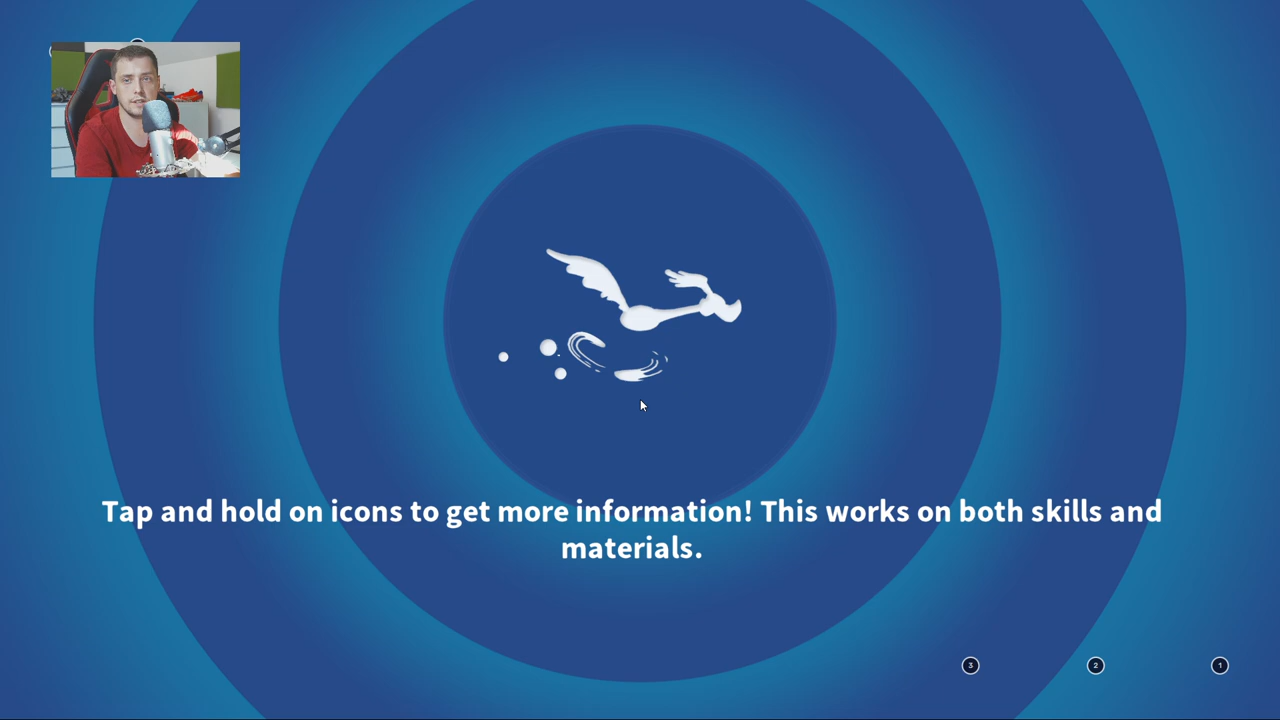 Tap and hold on icons to get more information! This works on both skills and
materials.
3 2 1